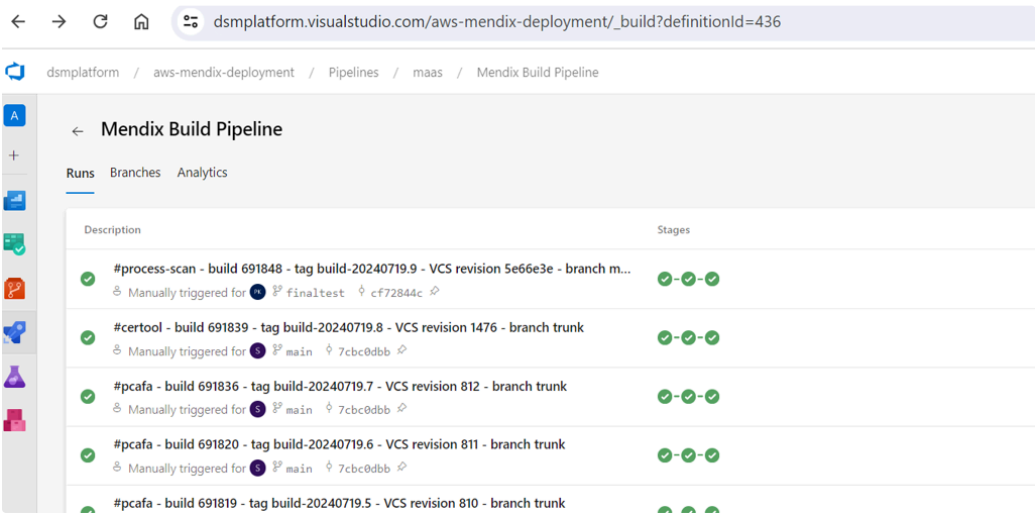 dsmplatform.visualstudio.com/aws-mendix-deployment/_build?definitionId=436
dsmplatform / aws-mendix-deployment / Pipelines / maas / Mendix Build Pipeline
A
← Mendix Build Pipeline
Runs Branches Analytics
Description Stages
#process-scan - build 691848 - tag build-20240719.9 - VCS revision 5e66e3e - branch m...
Manually triggered for PK finaltest cf72844c
#certool - build 691839 - tag build-20240719.8 - VCS revision 1476 - branch trunk
Manually triggered for S main 7cbc0dbb
#pcafa - build 691836 - tag build-20240719.7 - VCS revision 812 - branch trunk
Manually triggered for S main 7cbc0dbb
#pcafa - build 691820 - tag build-20240719.6 - VCS revision 811 - branch trunk
Manually triggered for S main 7cbc0dbb
#pcafa - build 691819 - tag build-20240719.5 - VCS revision 810 - branch trunk